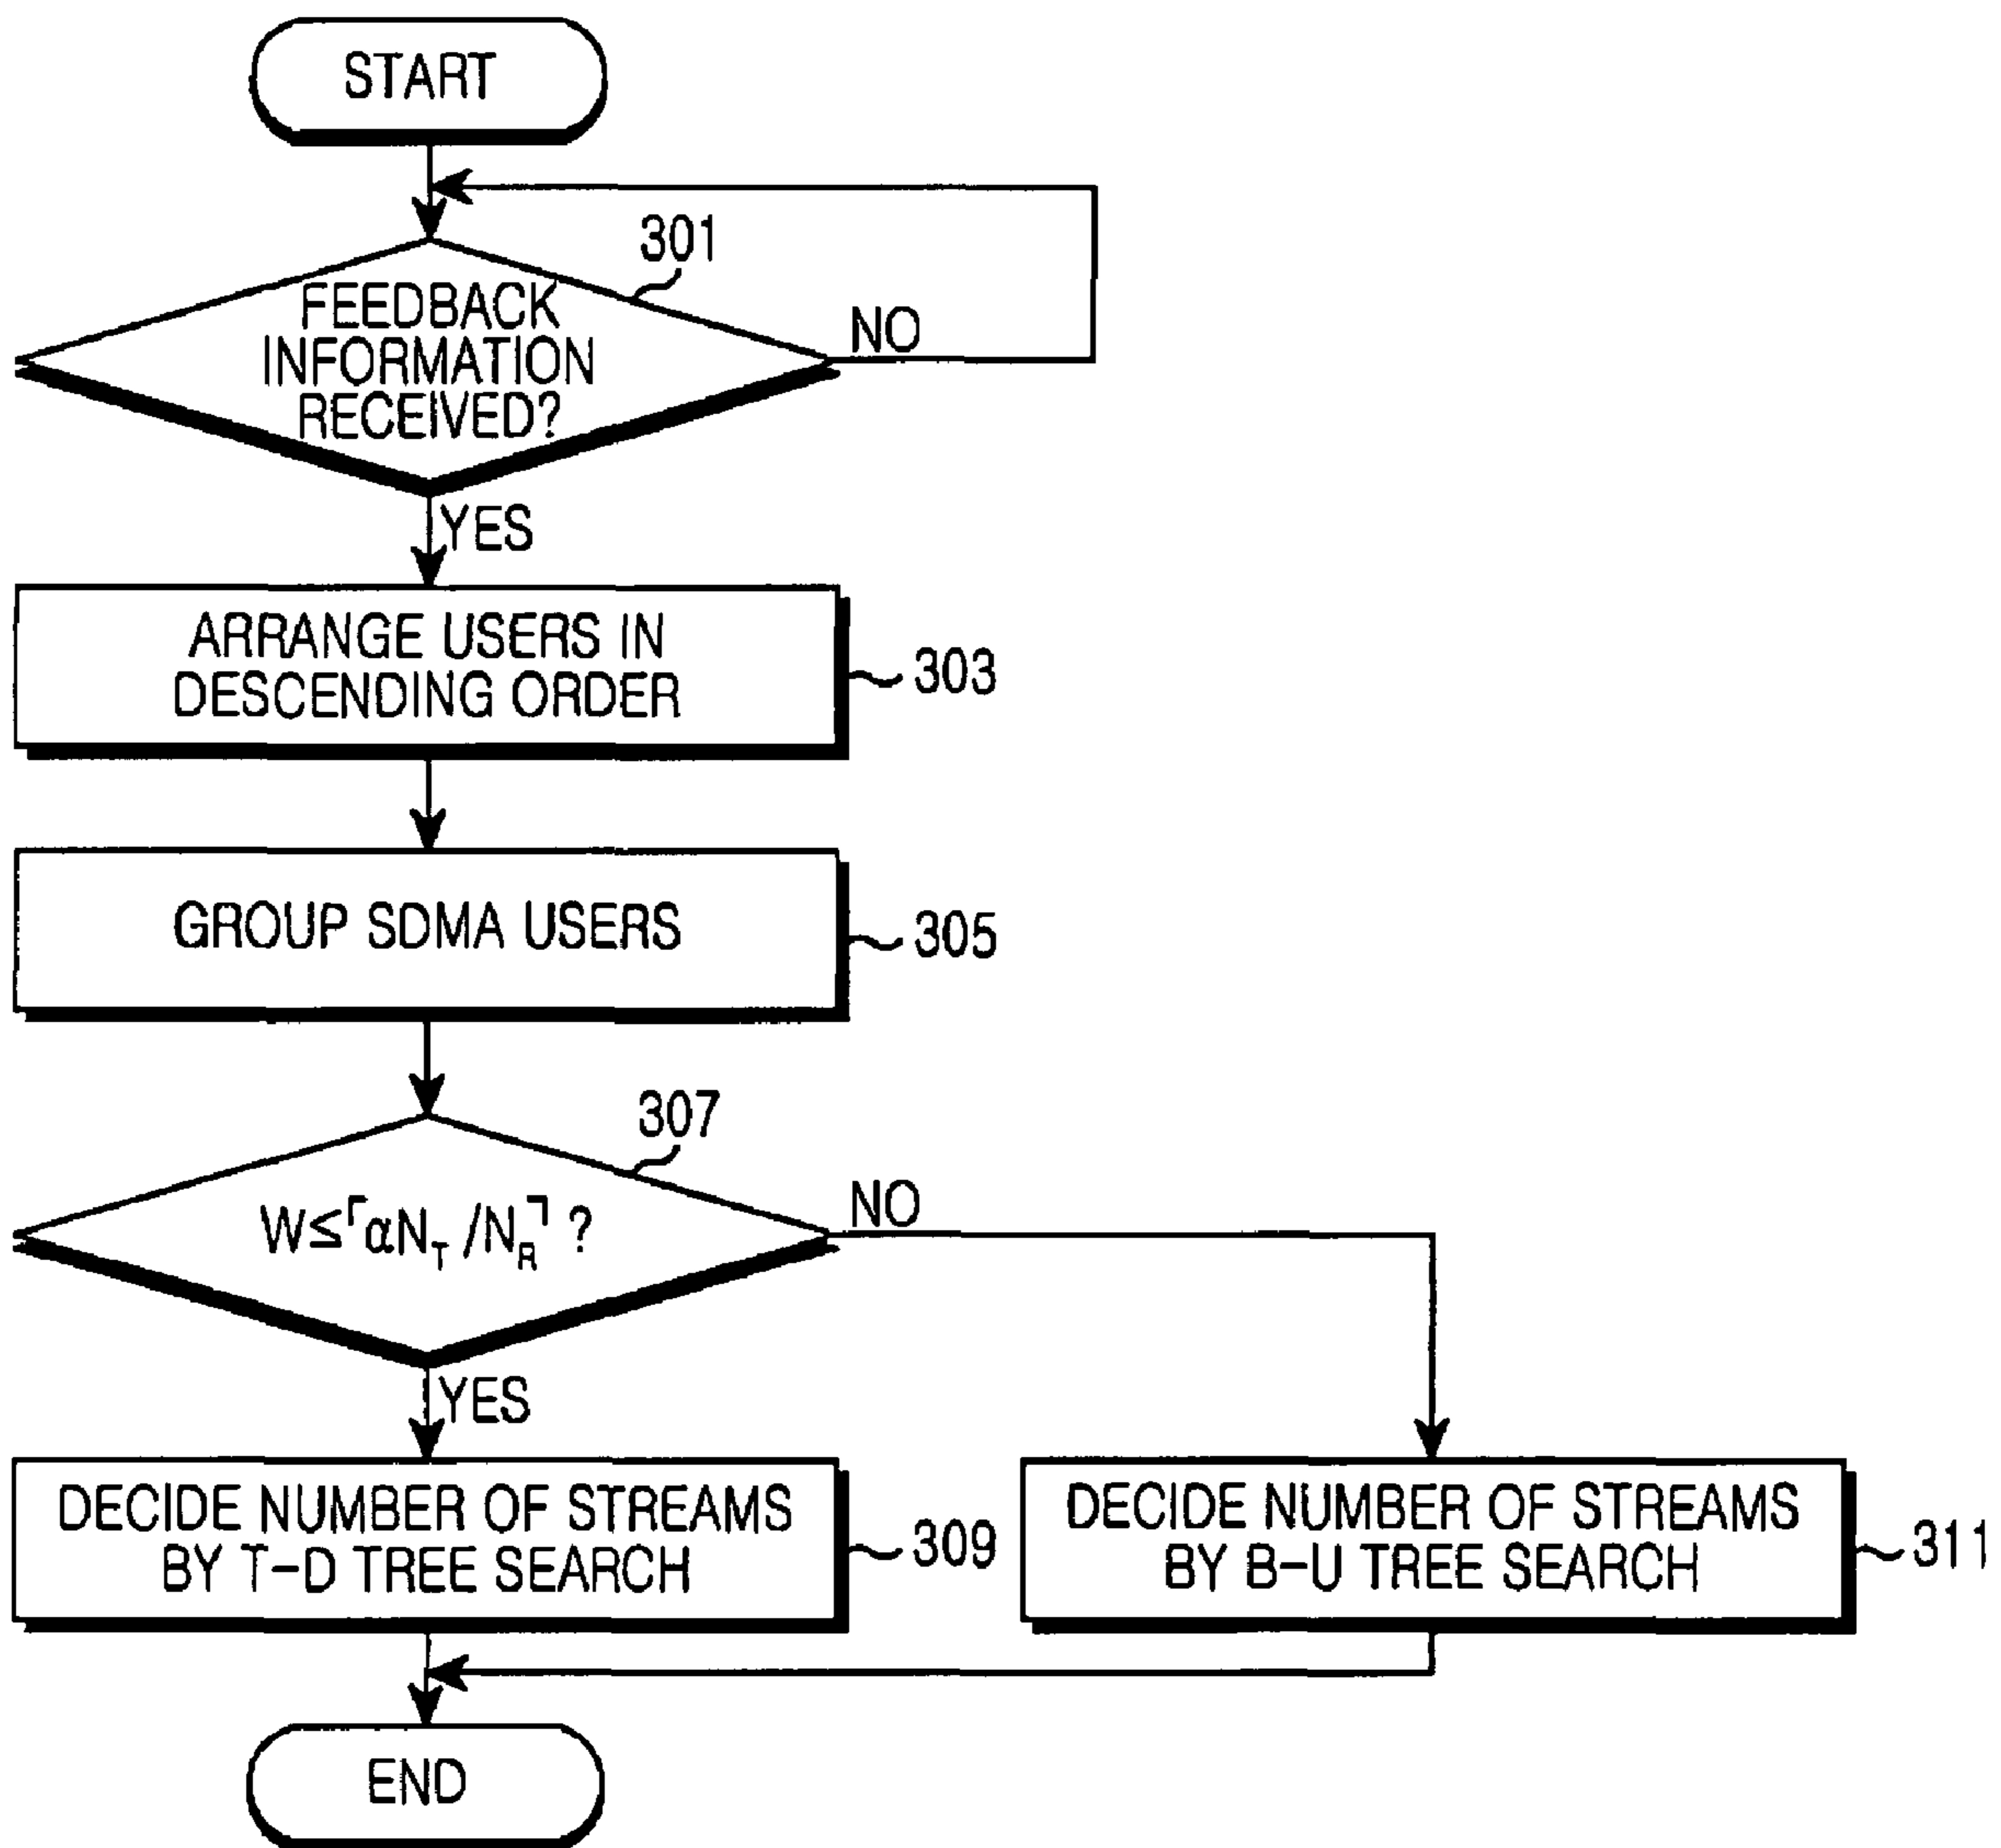 START
301
FEEDBACK
INFORMATION
RECEIVED?
NO
YES
ARRANGE USERS IN
DESCENDING ORDER
303
GROUP SDMA USERS
305
307
W≤⌈αN_T /N_R⌉ ?
NO
YES
DECIDE NUMBER OF STREAMS
BY T-D TREE SEARCH
309
DECIDE NUMBER OF STREAMS
BY B-U TREE SEARCH
311
END